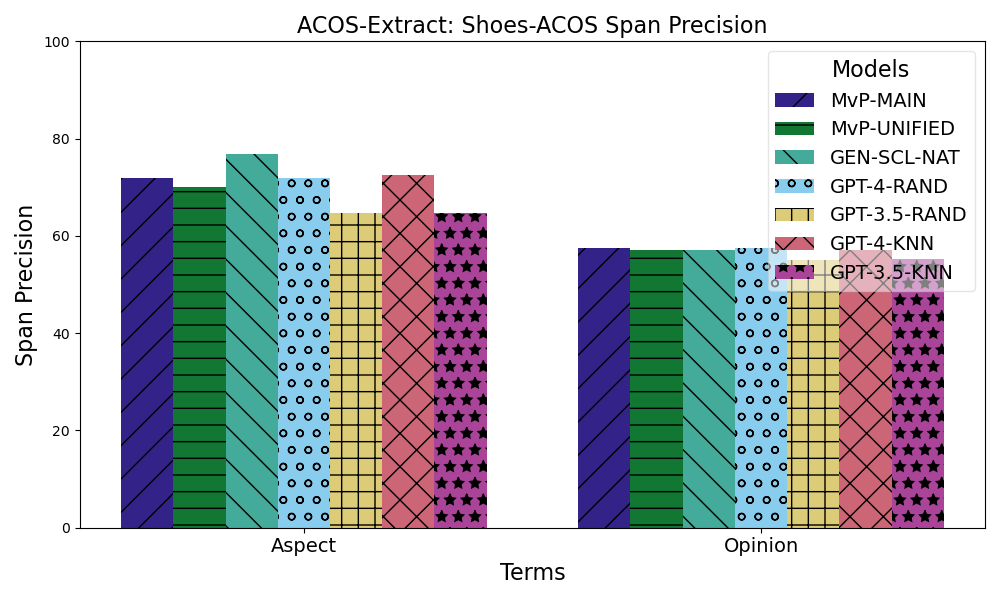 ACOS-Extract: Shoes-ACOS Span Precision
100
80
60
40
20
0
Span Precision
Models
MvP-MAIN
MvP-UNIFIED
GEN-SCL-NAT
GPT-4-RAND
GPT-3.5-RAND
GPT-4-KNN
GPT-3.5-KNN
Aspect
Opinion
Terms